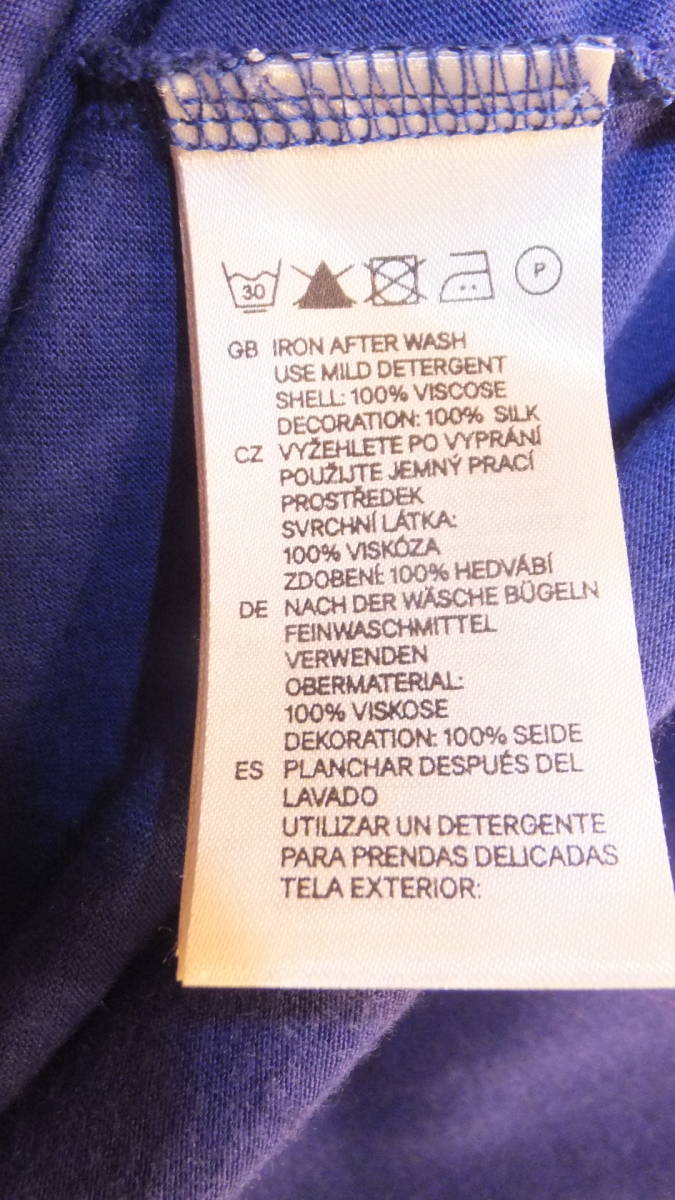 30 P
GB IRON AFTER WASH
USE MILD DETERGENT
SHELL: 100% VISCOSE
DECORATION: 100% SILK
CZ VYŽEHLETE PO VYPRÁNÍ
POUŽIJTE JEMNÝ PRACÍ
PROSTŘEDEK
SVRCHNÍ LÁTKA:
100% VISKÓZA
ZDOBENÍ: 100% HEDVÁBÍ
DE NACH DER WÄSCHE BÜGELN
FEINWASCHMITTEL
VERWENDEN
OBERMATERIAL:
100% VISKOSE
DEKORATION: 100% SEIDE
ES PLANCHAR DESPUÉS DEL
LAVADO
UTILIZAR UN DETERGENTE
PARA PRENDAS DELICADAS
TELA EXTERIOR: